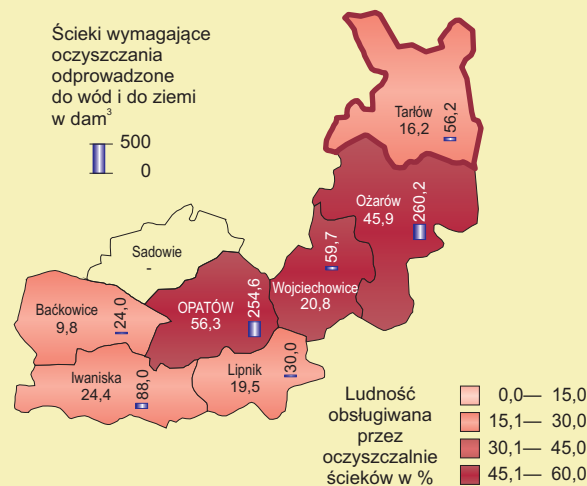 Ścieki wymagające
oczyszczania
odprowadzone
do wód i do ziemi
w dam³
500
0
Tarłów
16,2
56,2
Ożarów
45,9
260,2
Sadowie
-
59,7
Wojciechowice
20,8
OPATÓW
56,3
254,6
Baćkowice
9,8
24,0
Iwaniska
24,4
88,0
Lipnik
19,5
30,0
Ludność
obsługiwana
przez
oczyszczalnie
ścieków w %
0,0— 15,0
15,1— 30,0
30,1— 45,0
45,1— 60,0